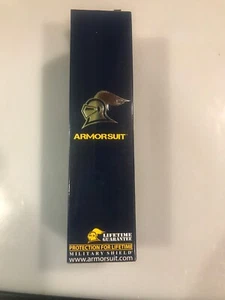 ARMORSUIT
LIFETIME
GUARANTEE
PROTECTION FOR LIFETIME
MILITARY SHIELD
www.armorsuit.com